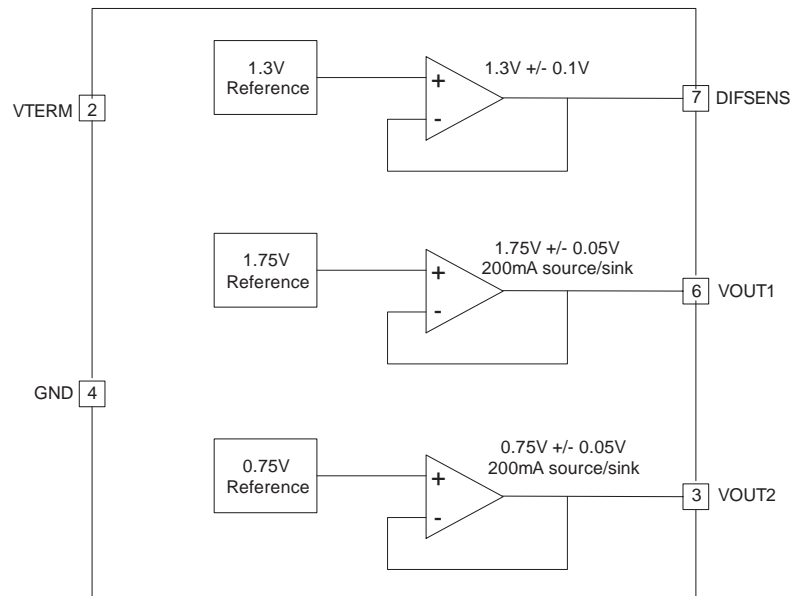 1.3V
Reference
+
-
1.3V +/- 0.1V
VTERM 2
7 DIFSENS
1.75V
Reference
+
-
1.75V +/- 0.05V
200mA source/sink
6 VOUT1
GND 4
0.75V
Reference
+
-
0.75V +/- 0.05V
200mA source/sink
3 VOUT2